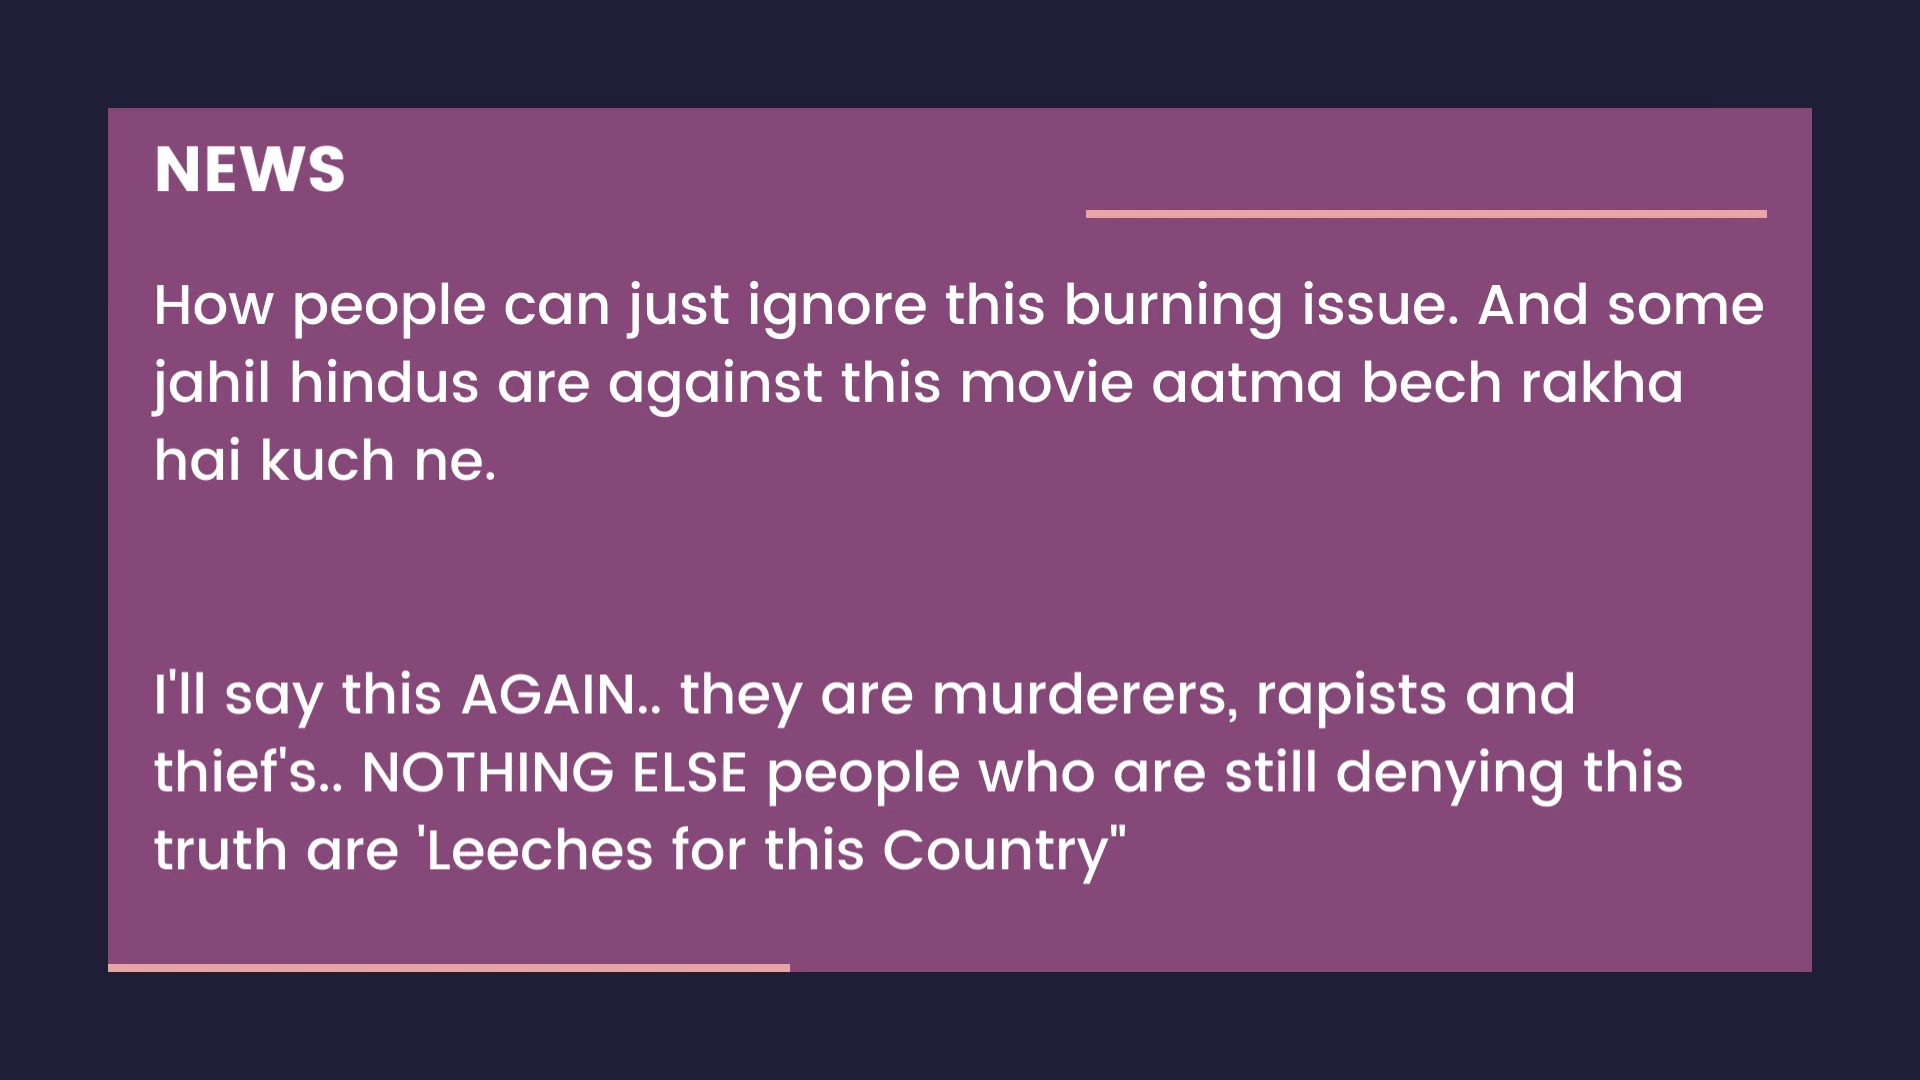 NEWS
How people can just ignore this burning issue. And some
jahil hindus are against this movie aatma bech rakha
hai kuch ne.
I'll say this AGAIN.. they are murderers, rapists and
thief's.. NOTHING ELSE people who are still denying this
truth are 'Leeches for this Country"